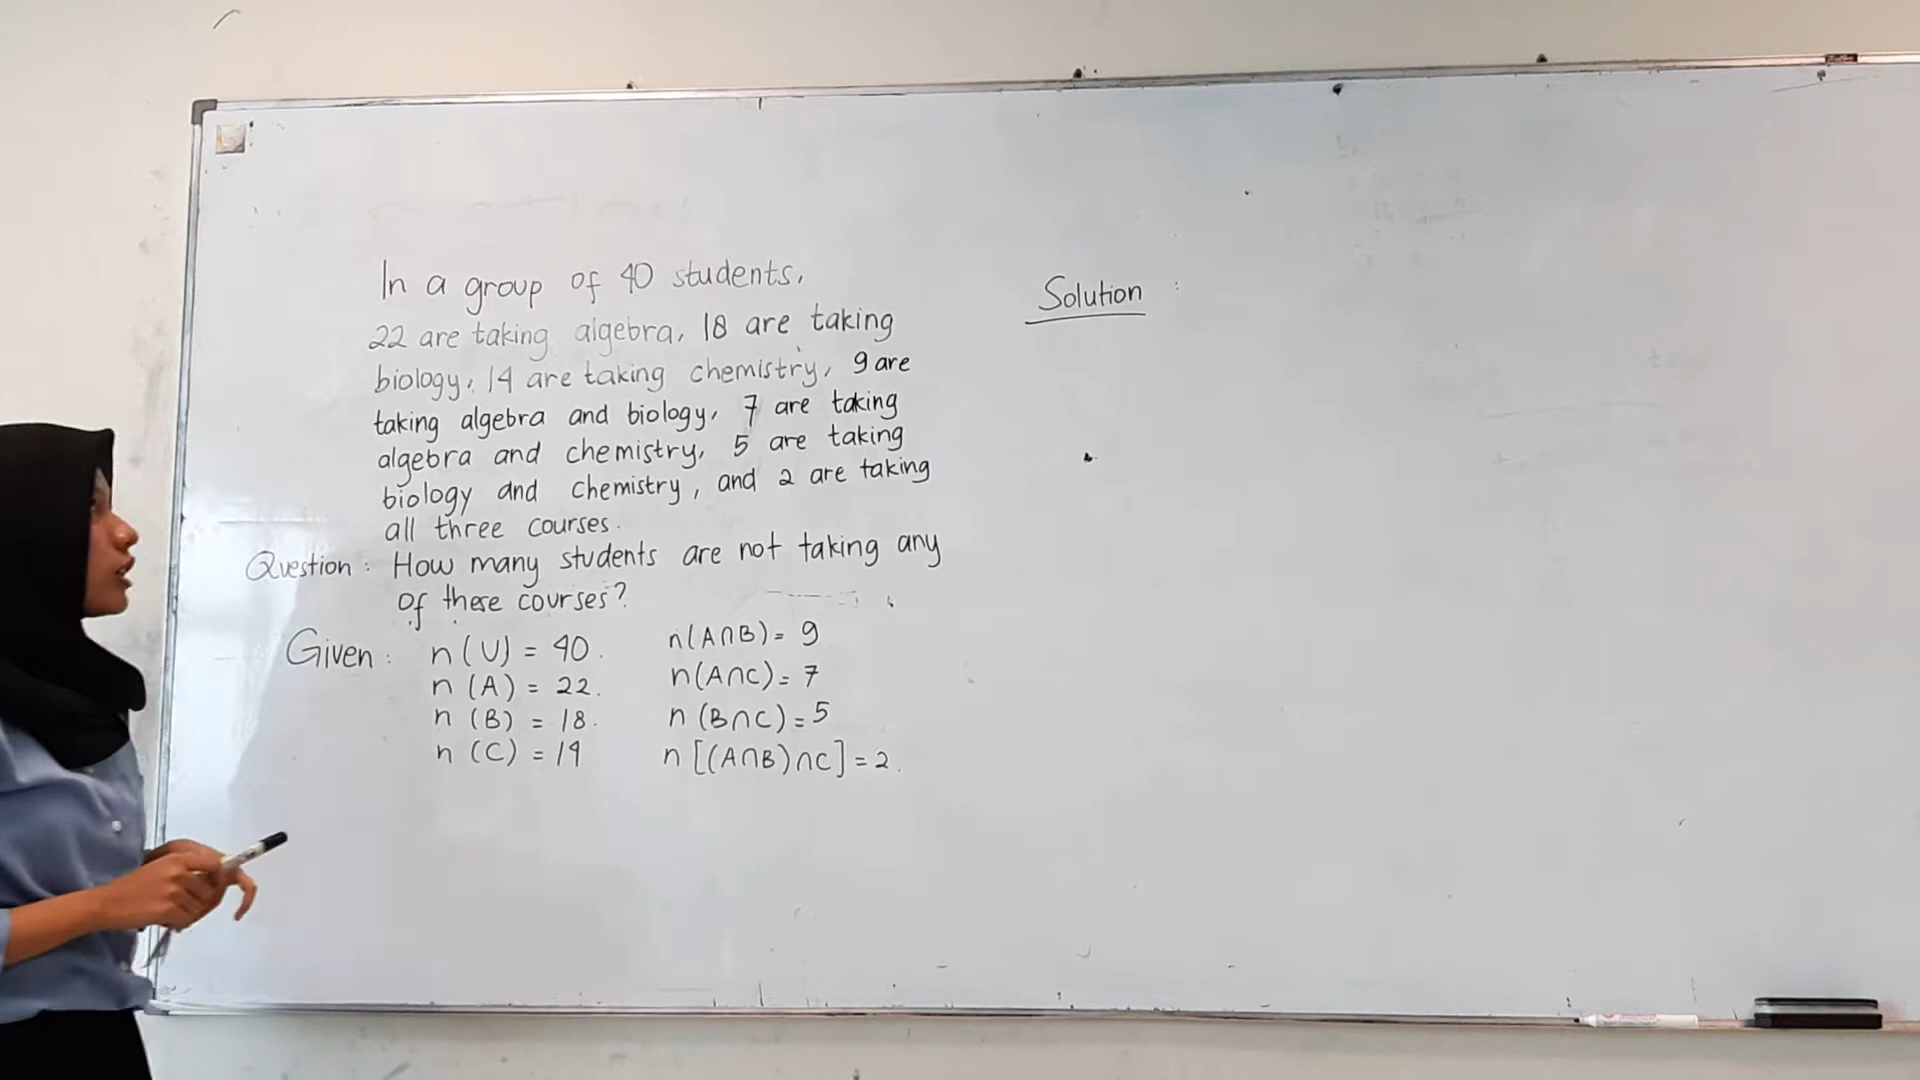 In a group of 40 students,
22 are taking algebra, 18 are taking
biology, 14 are taking chemistry, 9 are
taking algebra and biology, 7 are taking
algebra and chemistry, 5 are taking
biology and chemistry, and 2 are taking
all three courses.
Question: How many students are not taking any
of these courses?
Given: n(U) = 40. n(A∩B) = 9
n(A) = 22. n(A∩C) = 7
n(B) = 18. n(B∩C) = 5
n(C) = 14 n[(A∩B)∩C] = 2.
Solution: